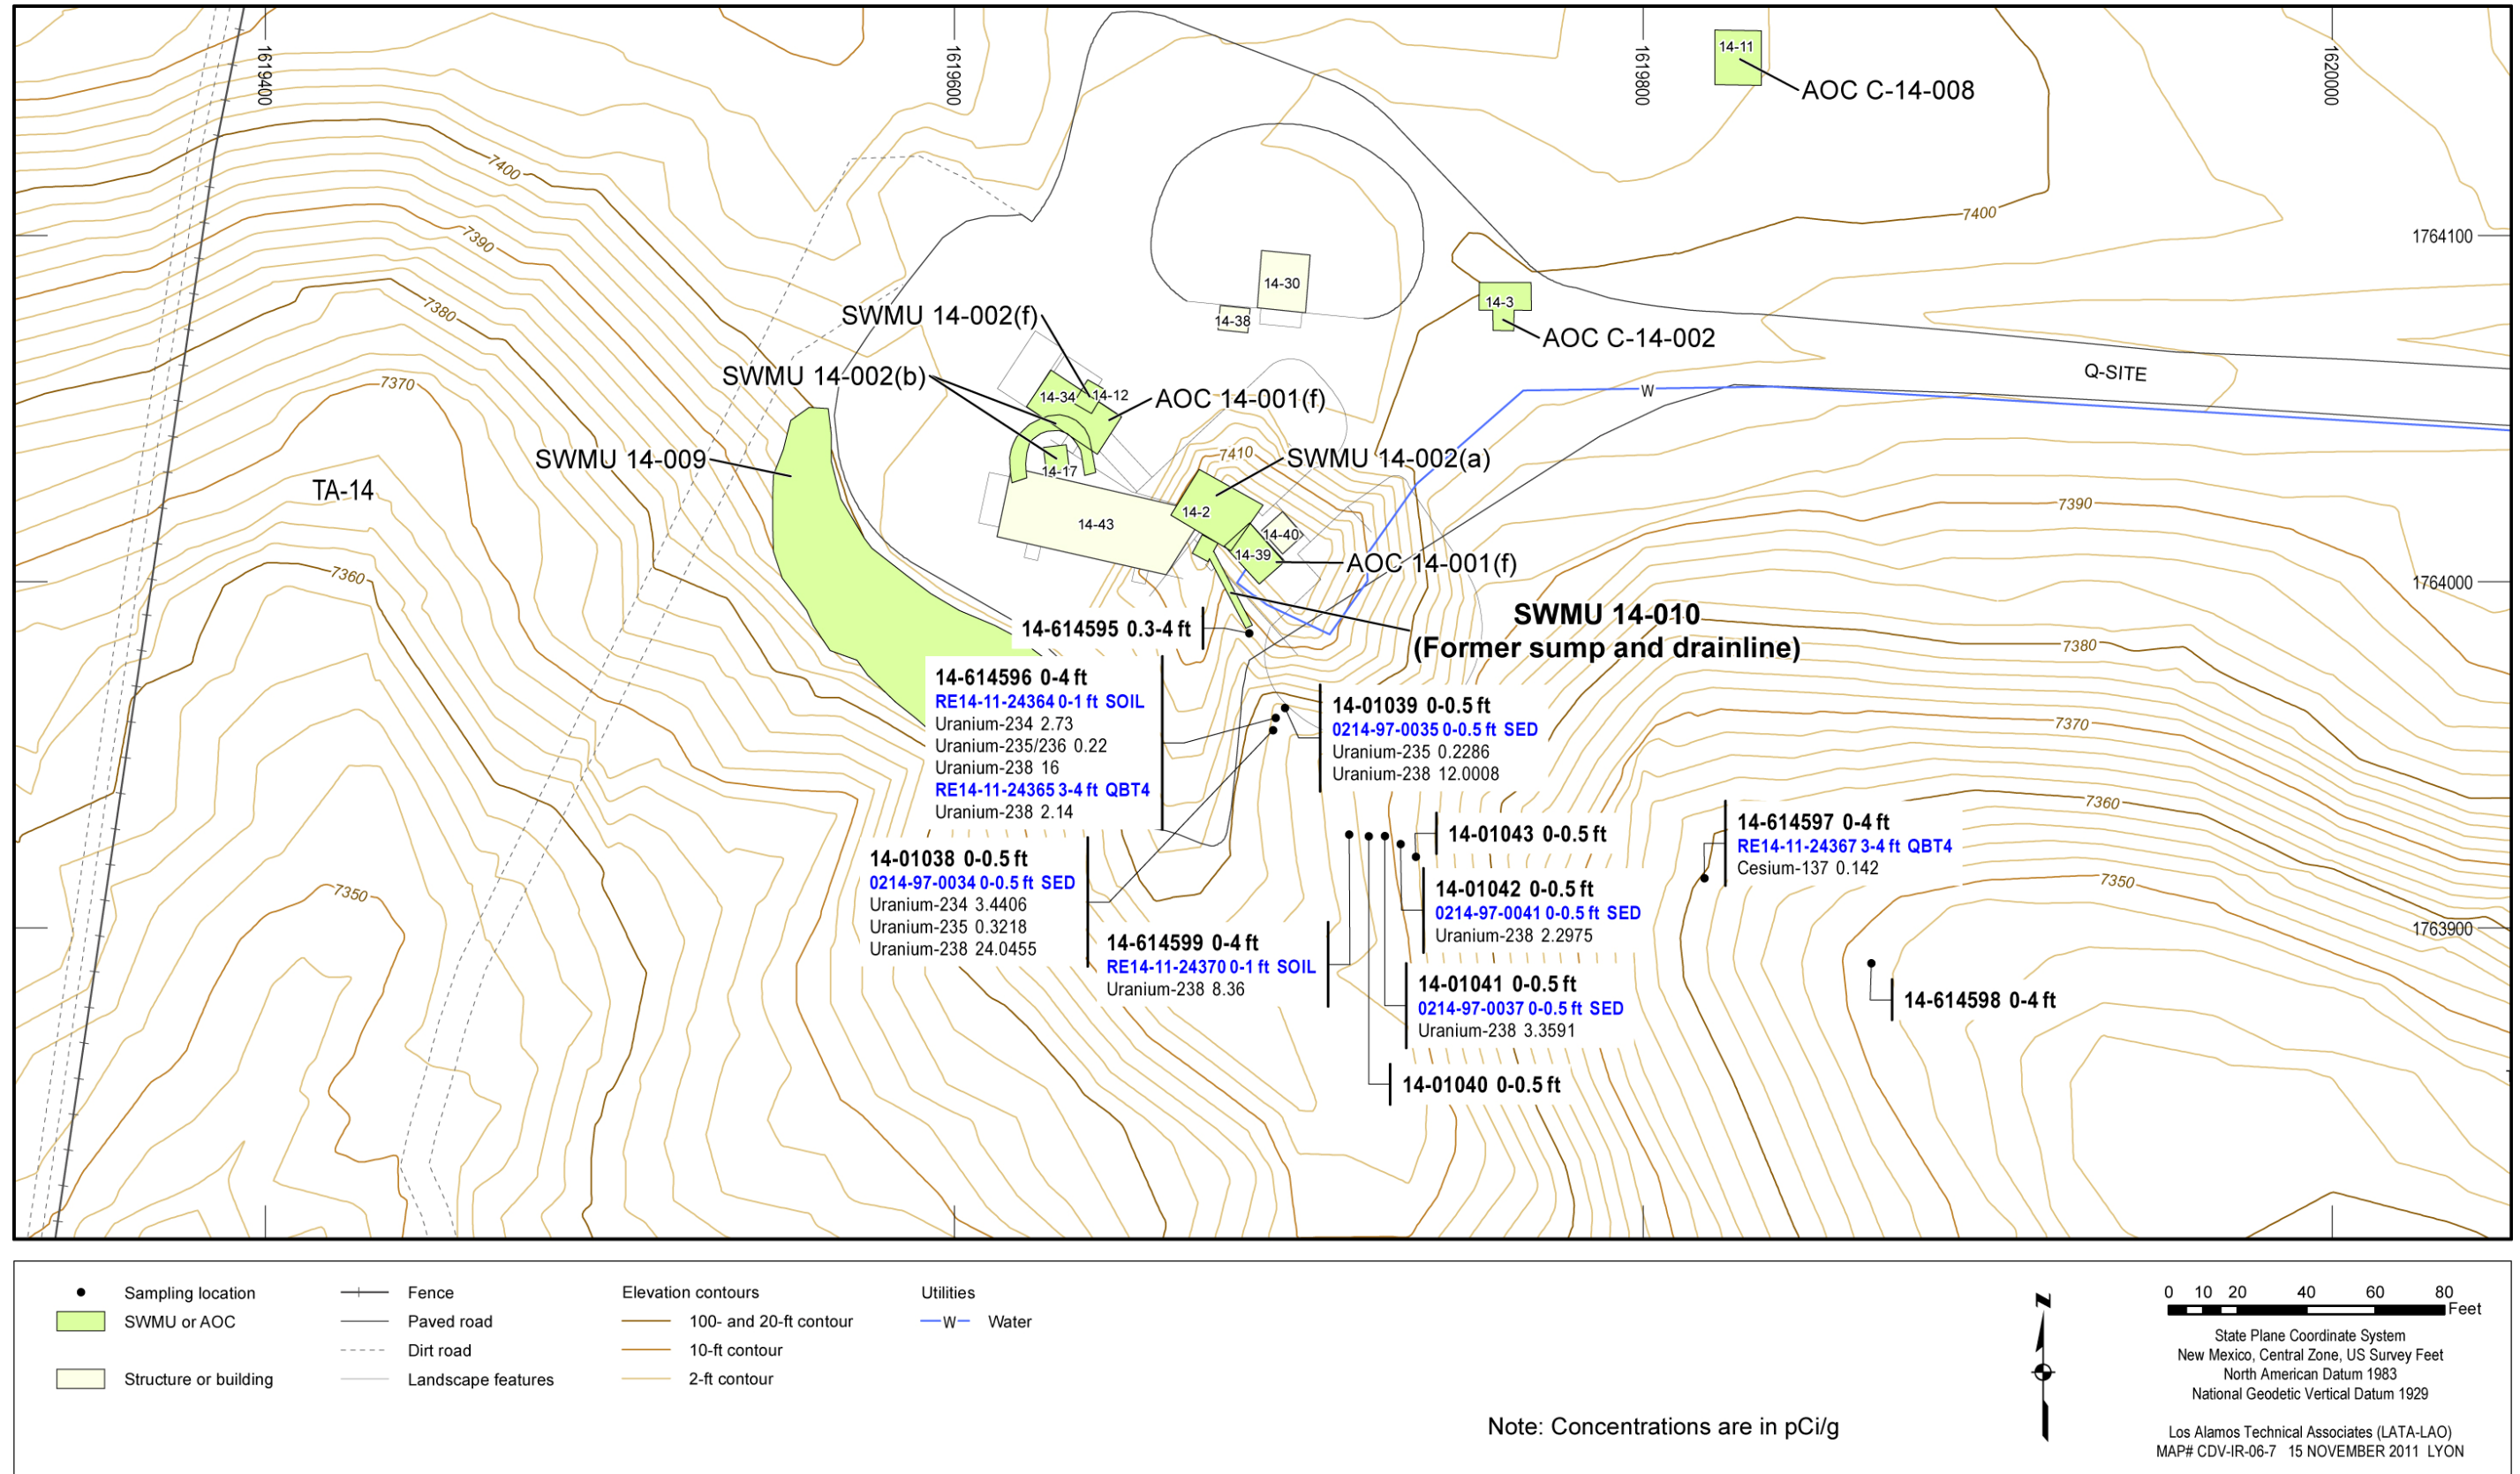 1619400
1619600
1619800
1620000
14-11
AOC C-14-008
7400
7400
7390
7380
7370
1764100
14-30
14-38
14-3
AOC C-14-002
SWMU 14-002(f)
SWMU 14-002(b)
14-34
14-12
AOC 14-001(f)
W
Q-SITE
SWMU 14-009
14-17
7410
SWMU 14-002(a)
TA-14
14-43
14-2
14-40
14-39
AOC 14-001(f)
7390
7360
1764000
SWMU 14-010
(Former sump and drainline)
7380
14-614595 0.3-4 ft
14-614596 0-4 ft
RE14-11-24364 0-1 ft SOIL
Uranium-234 2.73
Uranium-235/236 0.22
Uranium-238 16
RE14-11-24365 3-4 ft QBT4
Uranium-238 2.14
14-01039 0-0.5 ft
0214-97-0035 0-0.5 ft SED
Uranium-235 0.2286
Uranium-238 12.0008
7370
7360
14-01043 0-0.5 ft
14-614597 0-4 ft
RE14-11-24367 3-4 ft QBT4
Cesium-137 0.142
14-01038 0-0.5 ft
0214-97-0034 0-0.5 ft SED
Uranium-234 3.4406
Uranium-235 0.3218
Uranium-238 24.0455
14-01042 0-0.5 ft
0214-97-0041 0-0.5 ft SED
Uranium-238 2.2975
7350
7350
1763900
14-614599 0-4 ft
RE14-11-24370 0-1 ft SOIL
Uranium-238 8.36
14-01041 0-0.5 ft
0214-97-0037 0-0.5 ft SED
Uranium-238 3.3591
14-614598 0-4 ft
14-01040 0-0.5 ft
Sampling location
SWMU or AOC
Structure or building
Fence
Paved road
Dirt road
Landscape features
Elevation contours
100- and 20-ft contour
10-ft contour
2-ft contour
Utilities
W Water
Note: Concentrations are in pCi/g
N
0 10 20 40 60 80
Feet
State Plane Coordinate System
New Mexico, Central Zone, US Survey Feet
North American Datum 1983
National Geodetic Vertical Datum 1929
Los Alamos Technical Associates (LATA-LAO)
MAP# CDV-IR-06-7 15 NOVEMBER 2011 LYON